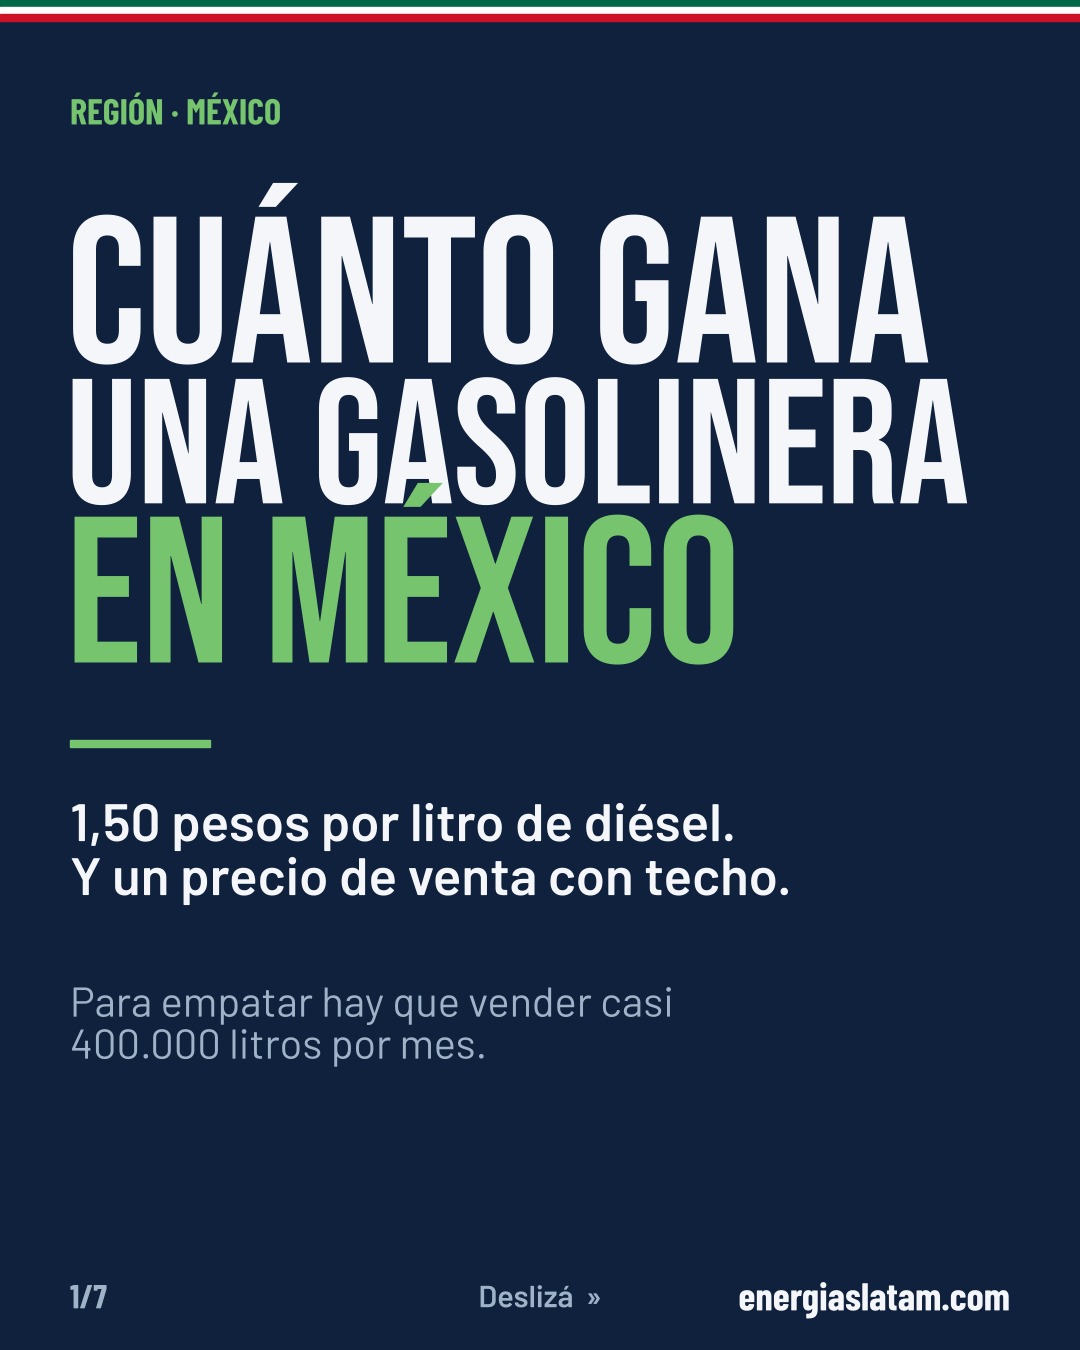 REGIÓN · MÉXICO
CUÁNTO GANA
UNA GASOLINERA
EN MÉXICO
1,50 pesos por litro de diésel.
Y un precio de venta con techo.
Para empatar hay que vender casi
400.000 litros por mes.
1/7
Deslizá »
energiaslatam.com